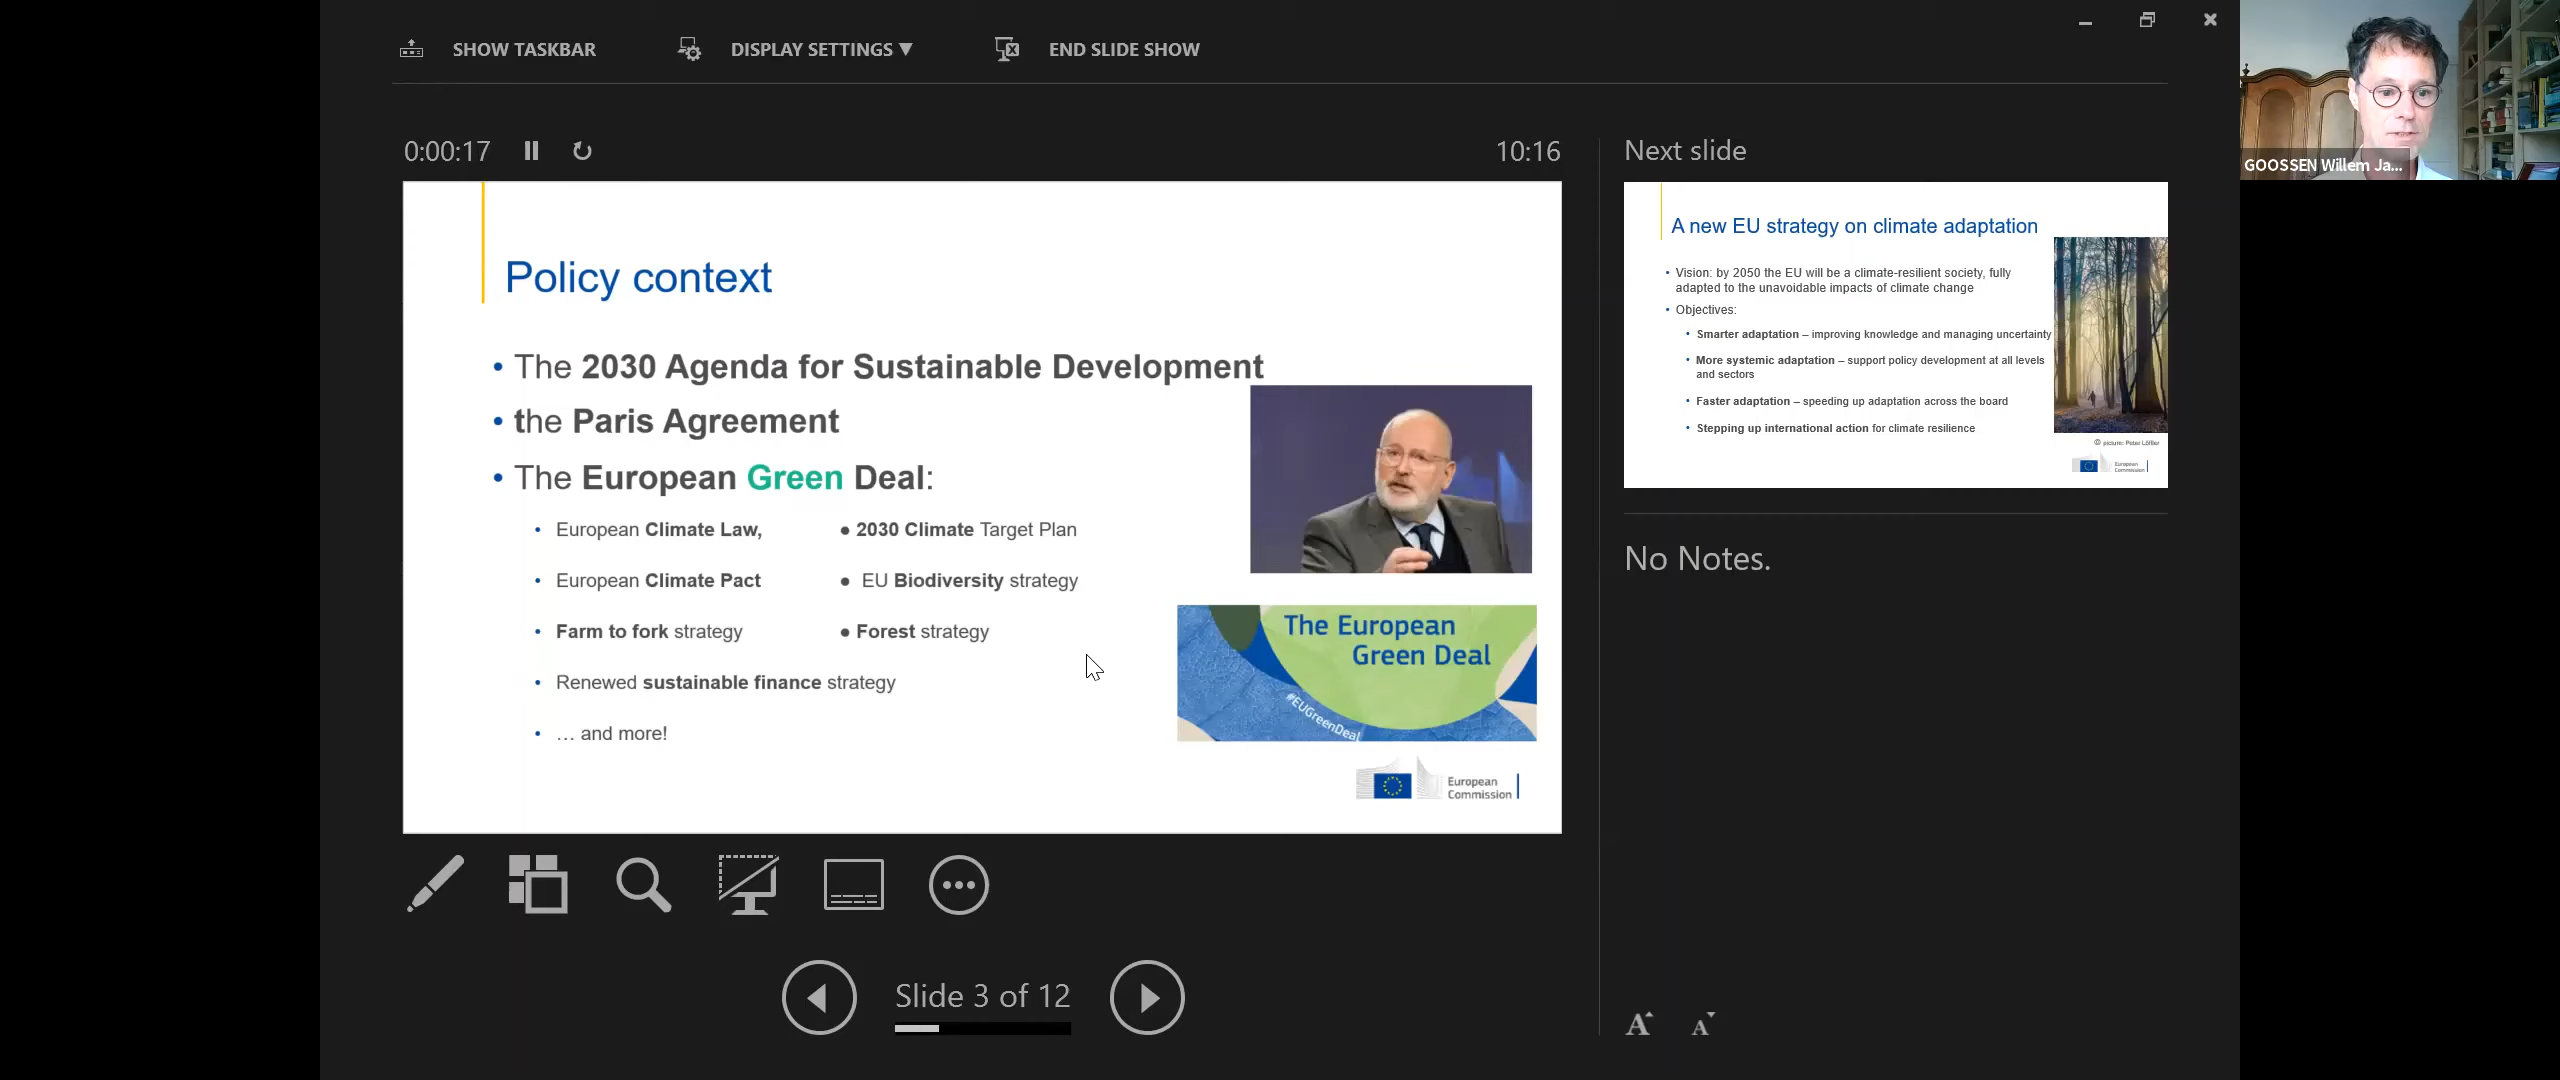 SHOW TASKBAR
DISPLAY SETTINGS ▼
END SLIDE SHOW
0:00:17
10:16
Policy context
• The 2030 Agenda for Sustainable Development
• the Paris Agreement
• The European Green Deal:
• European Climate Law,
● 2030 Climate Target Plan
• European Climate Pact
● EU Biodiversity strategy
• Farm to fork strategy
● Forest strategy
• Renewed sustainable finance strategy
• … and more!
The European
Green Deal
#EUGreenDeal
European
Commission
Slide 3 of 12
Next slide
A new EU strategy on climate adaptation
• Vision: by 2050 the EU will be a climate-resilient society, fully
adapted to the unavoidable impacts of climate change
• Objectives:
• Smarter adaptation – improving knowledge and managing uncertainty
• More systemic adaptation – support policy development at all levels
and sectors
• Faster adaptation – speeding up adaptation across the board
• Stepping up international action for climate resilience
© picture: Peter Löffler
European
Commission
No Notes.
A A
GOOSSEN Willem Ja...